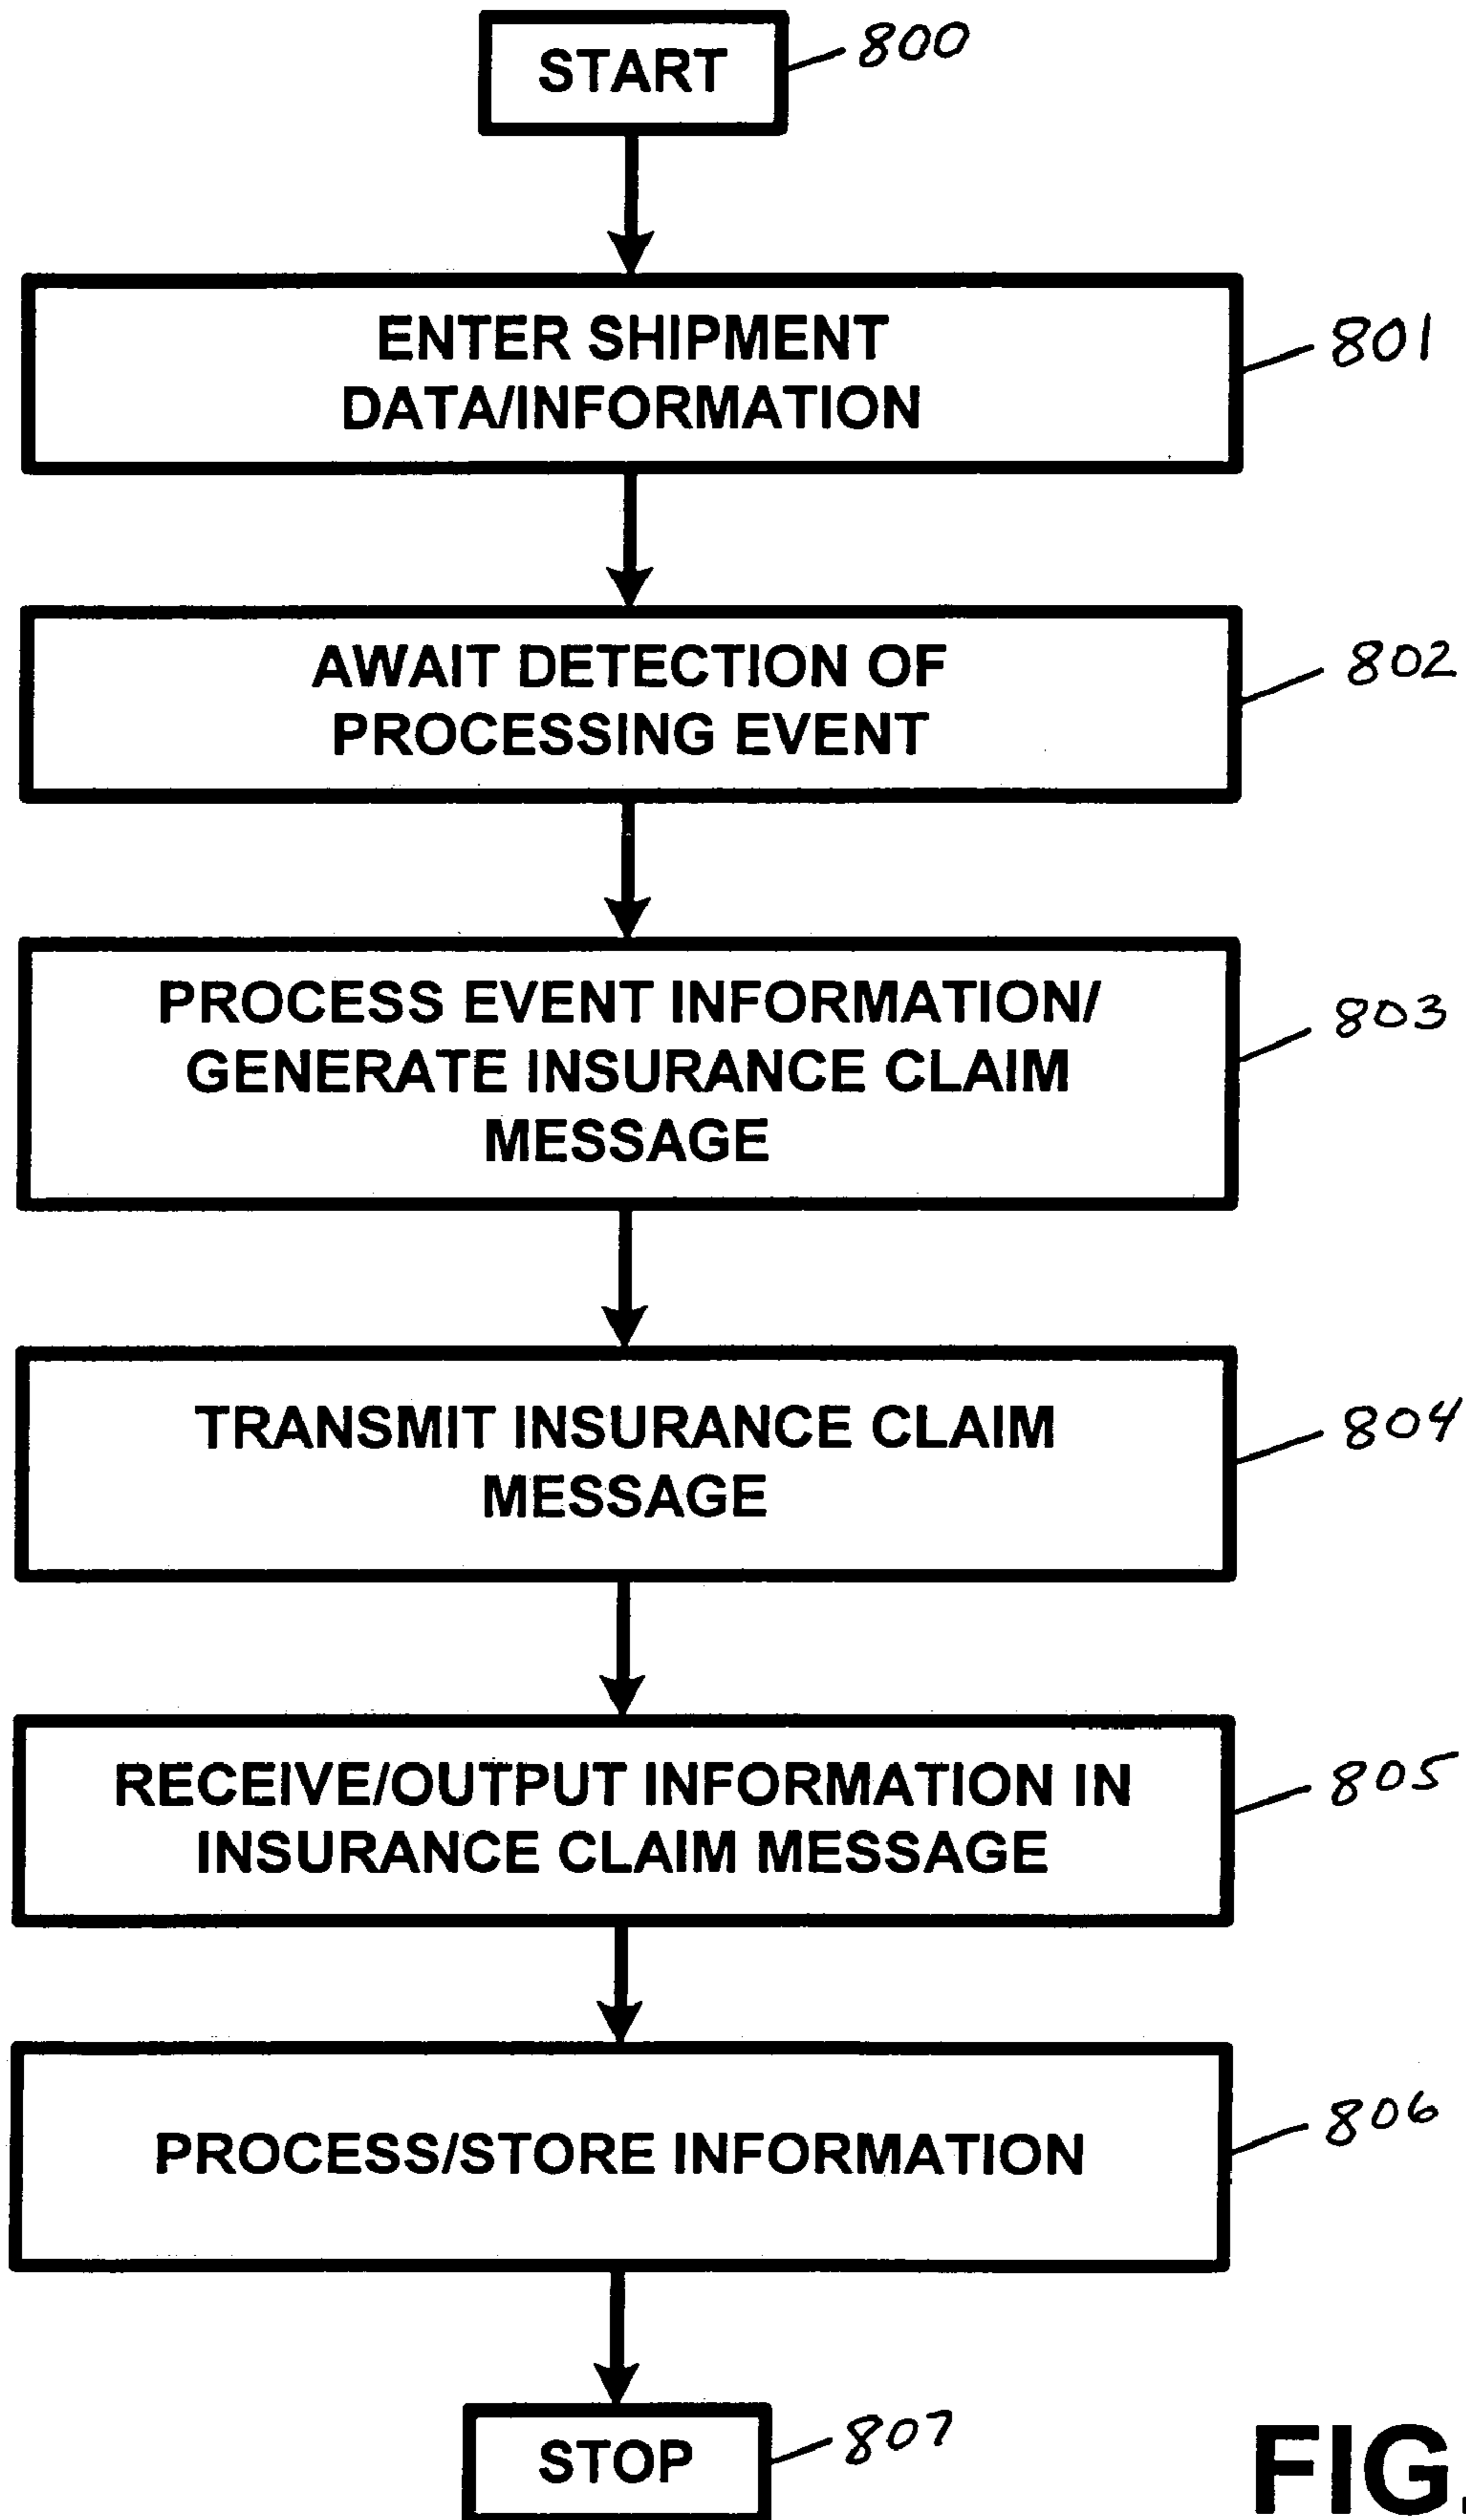 START
800
ENTER SHIPMENT
DATA/INFORMATION
801
AWAIT DETECTION OF
PROCESSING EVENT
802
PROCESS EVENT INFORMATION/
GENERATE INSURANCE CLAIM
MESSAGE
803
TRANSMIT INSURANCE CLAIM
MESSAGE
804
RECEIVE/OUTPUT INFORMATION IN
INSURANCE CLAIM MESSAGE
805
PROCESS/STORE INFORMATION
806
STOP
807
FIG.